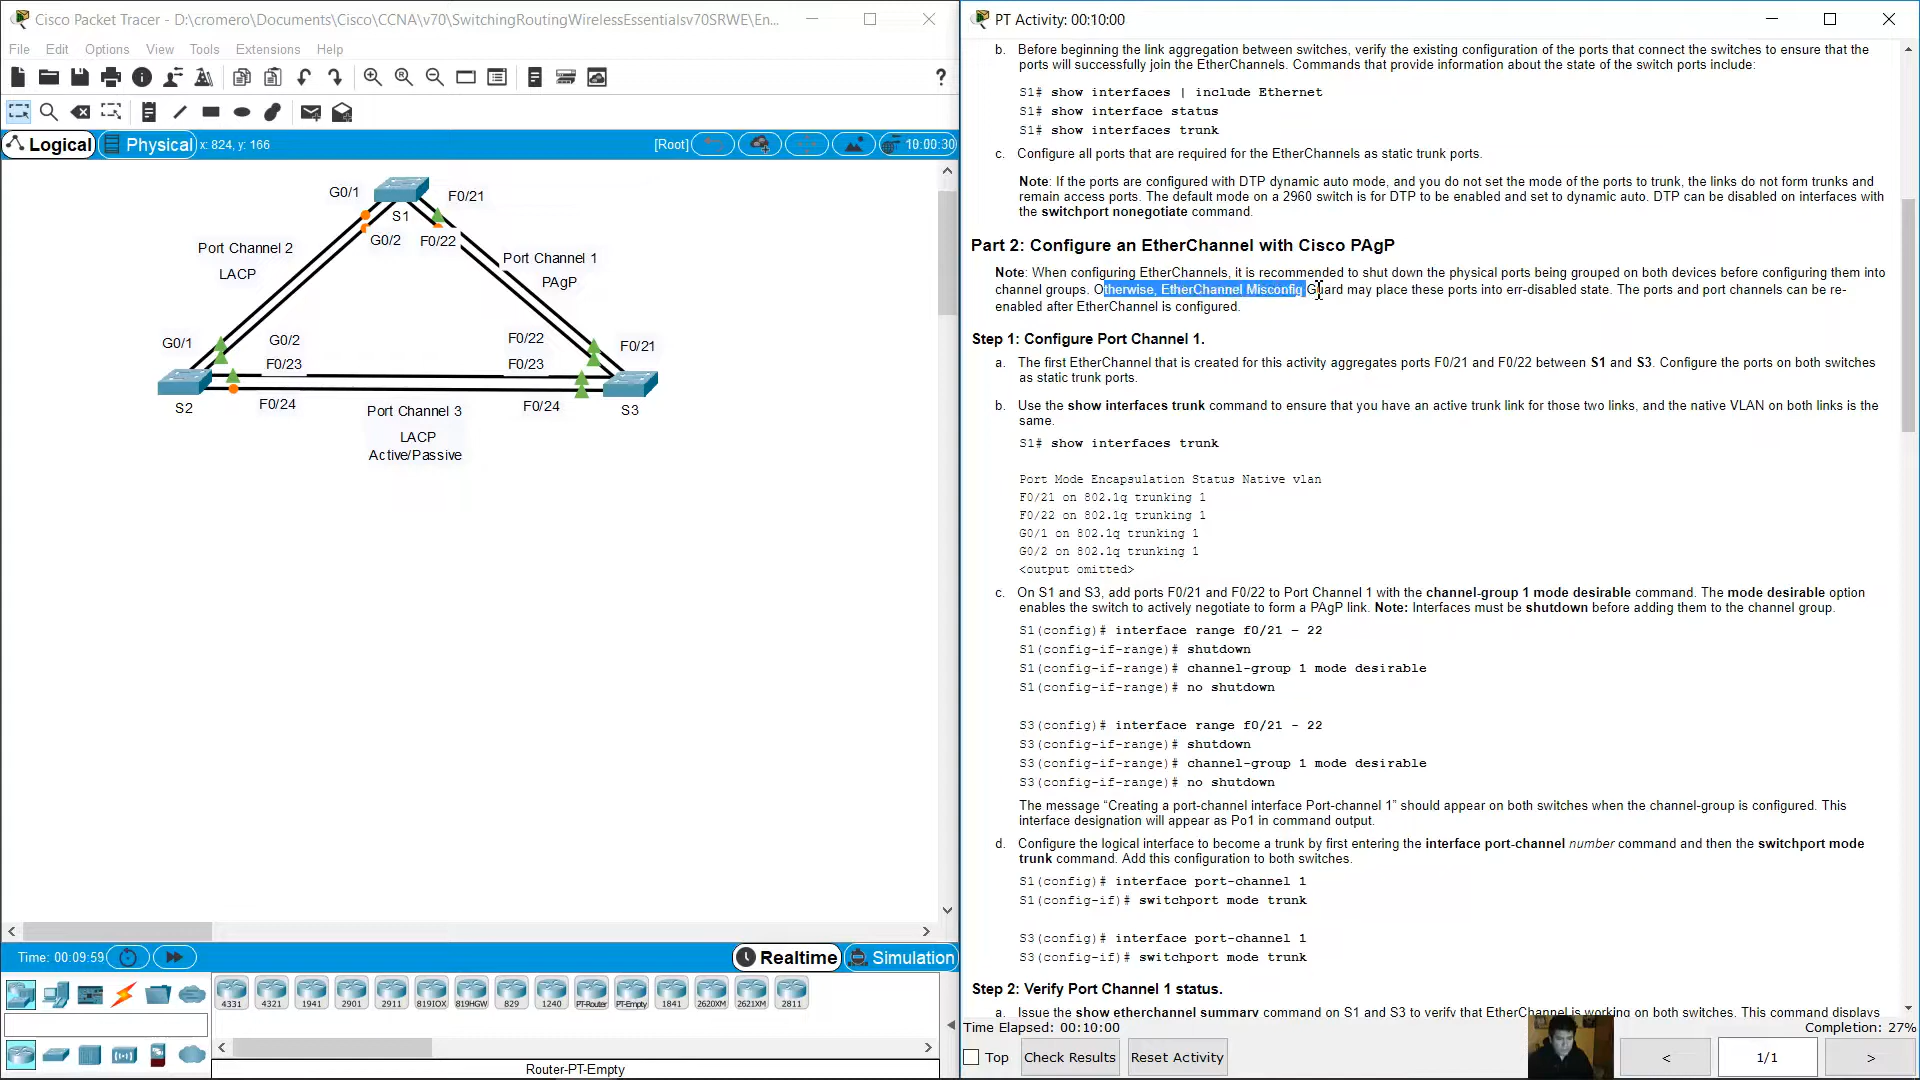 Cisco Packet Tracer - D:\cromero\Documents\Cisco\CCNA\v70\SwitchingRoutingWirelessEssentialsv70SRWE\En...
File Edit Options View Tools Extensions Help
?
Logical Physical x: 824, y: 166 [Root] 10:00:30
G0/1 F0/21
S1
G0/2 F0/22
Port Channel 2
LACP
Port Channel 1
PAgP
G0/1 G0/2 F0/22 F0/21
F0/23 F0/23
S2 F0/24 F0/24 S3
Port Channel 3
LACP
Active/Passive
Time: 00:09:59 Realtime Simulation
4331 4321 1941 2901 2911 819IOX 819HGW 829 1240 PT-Router PT-Empty 1841 2620XM 2621XM 2811
Router-PT-Empty
PT Activity: 00:10:00
b. Before beginning the link aggregation between switches, verify the existing configuration of the ports that connect the switches to ensure that the
ports will successfully join the EtherChannels. Commands that provide information about the state of the switch ports include:
S1# show interfaces | include Ethernet
S1# show interface status
S1# show interfaces trunk
c. Configure all ports that are required for the EtherChannels as static trunk ports.
Note: If the ports are configured with DTP dynamic auto mode, and you do not set the mode of the ports to trunk, the links do not form trunks and
remain access ports. The default mode on a 2960 switch is for DTP to be enabled and set to dynamic auto. DTP can be disabled on interfaces with
the switchport nonegotiate command.
Part 2: Configure an EtherChannel with Cisco PAgP
Note: When configuring EtherChannels, it is recommended to shut down the physical ports being grouped on both devices before configuring them into
channel groups. Otherwise, EtherChannel Misconfig Guard may place these ports into err-disabled state. The ports and port channels can be re-
enabled after EtherChannel is configured.
Step 1: Configure Port Channel 1.
a. The first EtherChannel that is created for this activity aggregates ports F0/21 and F0/22 between S1 and S3. Configure the ports on both switches
as static trunk ports.
b. Use the show interfaces trunk command to ensure that you have an active trunk link for those two links, and the native VLAN on both links is the
same.
S1# show interfaces trunk
Port Mode Encapsulation Status Native vlan
F0/21 on 802.1q trunking 1
F0/22 on 802.1q trunking 1
G0/1 on 802.1q trunking 1
G0/2 on 802.1q trunking 1
<output omitted>
c. On S1 and S3, add ports F0/21 and F0/22 to Port Channel 1 with the channel-group 1 mode desirable command. The mode desirable option
enables the switch to actively negotiate to form a PAgP link. Note: Interfaces must be shutdown before adding them to the channel group.
S1(config)# interface range f0/21 – 22
S1(config-if-range)# shutdown
S1(config-if-range)# channel-group 1 mode desirable
S1(config-if-range)# no shutdown
S3(config)# interface range f0/21 - 22
S3(config-if-range)# shutdown
S3(config-if-range)# channel-group 1 mode desirable
S3(config-if-range)# no shutdown
The message “Creating a port-channel interface Port-channel 1” should appear on both switches when the channel-group is configured. This
interface designation will appear as Po1 in command output.
d. Configure the logical interface to become a trunk by first entering the interface port-channel number command and then the switchport mode
trunk command. Add this configuration to both switches.
S1(config)# interface port-channel 1
S1(config-if)# switchport mode trunk
S3(config)# interface port-channel 1
S3(config-if)# switchport mode trunk
Step 2: Verify Port Channel 1 status.
a. Issue the show etherchannel summary command on S1 and S3 to verify that EtherChannel is working on both switches. This command displays
Time Elapsed: 00:10:00 Completion: 27%
Top Check Results Reset Activity < 1/1 >